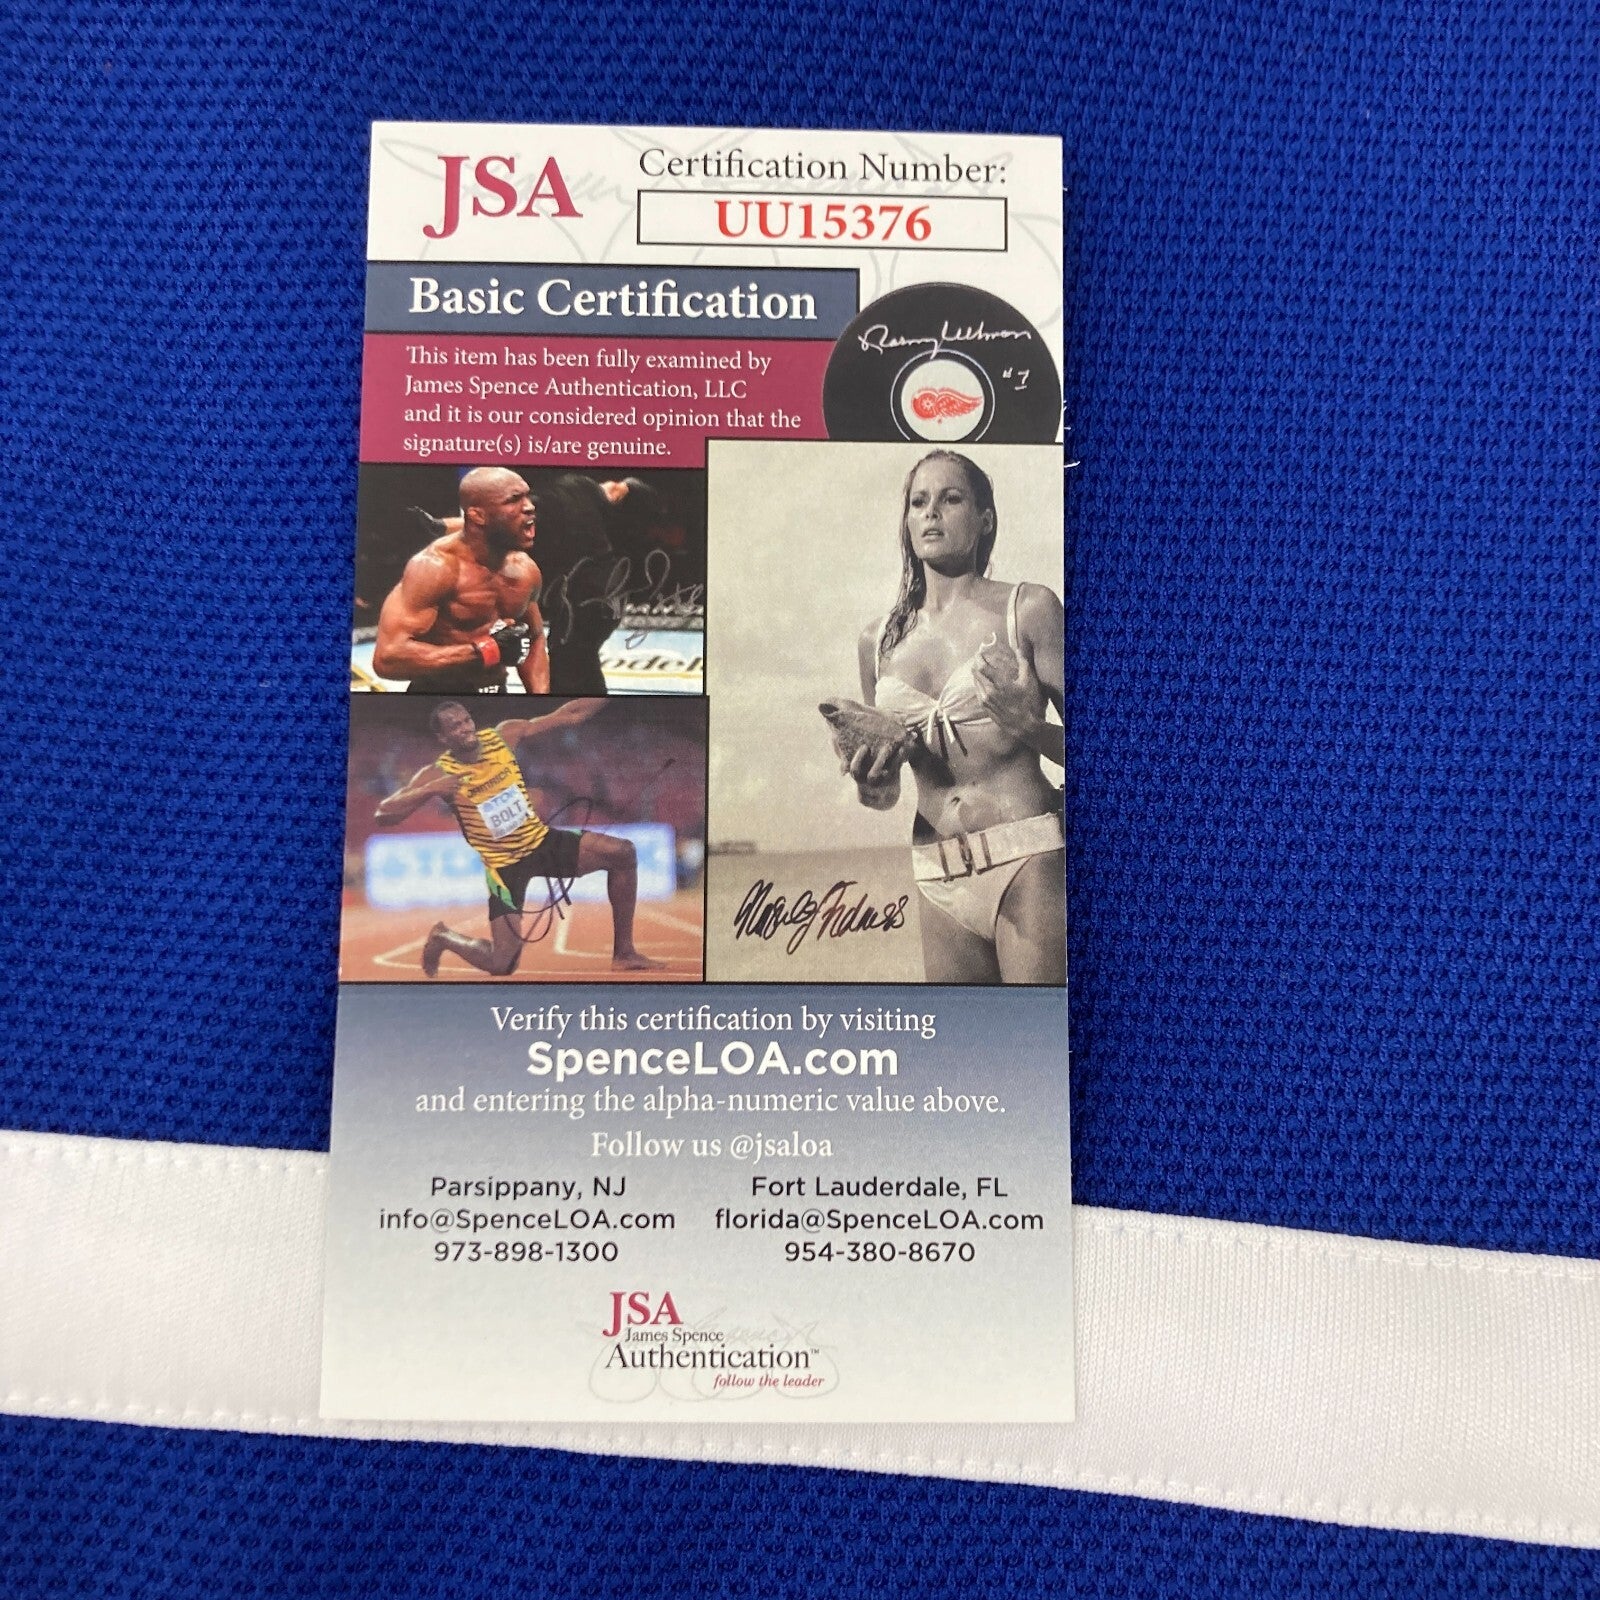 JSA
Certification Number:
UU15376
Basic Certification
This item has been fully examined by
James Spence Authentication, LLC
and it is our considered opinion that the
signature(s) is/are genuine.
#7
JAMAICA
BOLT
Verify this certification by visiting
SpenceLOA.com
and entering the alpha-numeric value above.
Follow us @jsaloa
Parsippany, NJ
info@SpenceLOA.com
973-898-1300
Fort Lauderdale, FL
florida@SpenceLOA.com
954-380-8670
JSA
James Spence
Authentication™
follow the leader